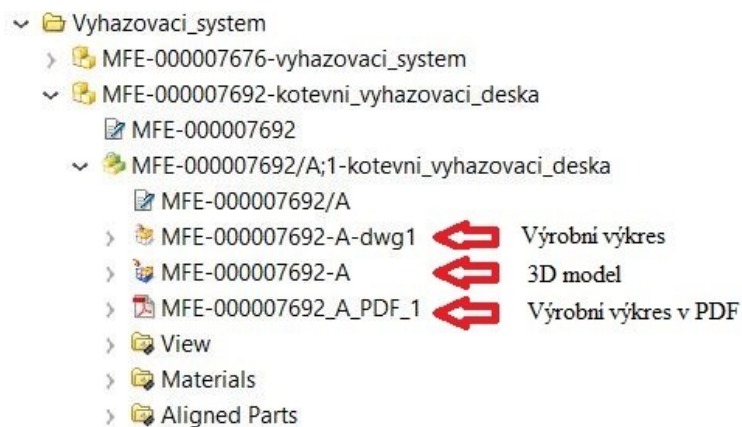 Vyhazovaci_system
MFE-000007676-vyhazovaci_system
MFE-000007692-kotevni_vyhazovaci_deska
MFE-000007692
MFE-000007692/A;1-kotevni_vyhazovaci_deska
MFE-000007692/A
MFE-000007692-A-dwg1 Výrobní výkres
MFE-000007692-A 3D model
MFE-000007692_A_PDF_1 Výrobní výkres v PDF
View
Materials
Aligned Parts